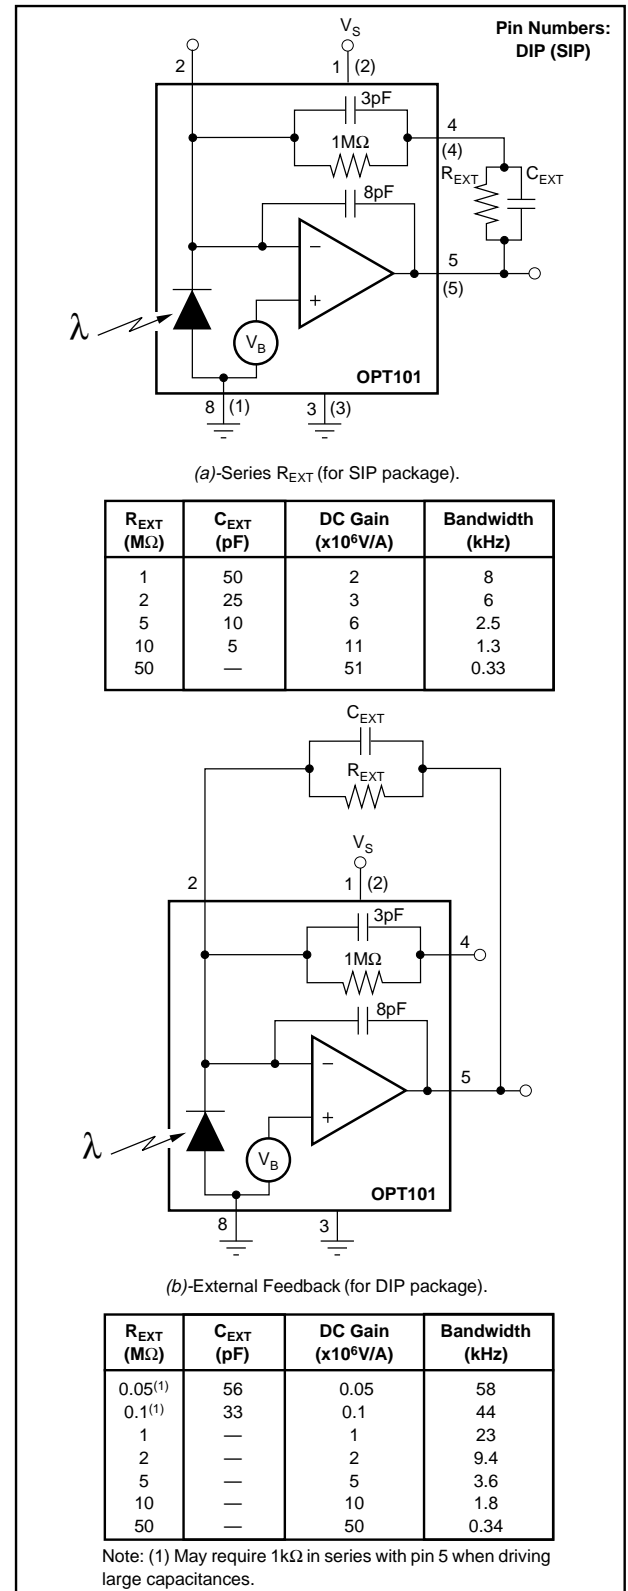 Pin Numbers:
DIP (SIP)
V_S
2
1 (2)
3pF
1MΩ
4
(4)
R_EXT C_EXT
8pF
–
+
5
(5)
λ
V_B
OPT101
8 (1)
3 (3)
(a)-Series R_EXT (for SIP package).
R_EXT (MΩ) C_EXT (pF) DC Gain (x10⁶V/A) Bandwidth (kHz)
1 50 2 8
2 25 3 6
5 10 6 2.5
10 5 11 1.3
50 — 51 0.33
C_EXT
R_EXT
V_S
2
1 (2)
3pF
1MΩ
4
8pF
–
+
5
λ
V_B
OPT101
8
3
(b)-External Feedback (for DIP package).
R_EXT (MΩ) C_EXT (pF) DC Gain (x10⁶V/A) Bandwidth (kHz)
0.05⁽¹⁾ 56 0.05 58
0.1⁽¹⁾ 33 0.1 44
1 — 1 23
2 — 2 9.4
5 — 5 3.6
10 — 10 1.8
50 — 50 0.34
Note: (1) May require 1kΩ in series with pin 5 when driving
large capacitances.